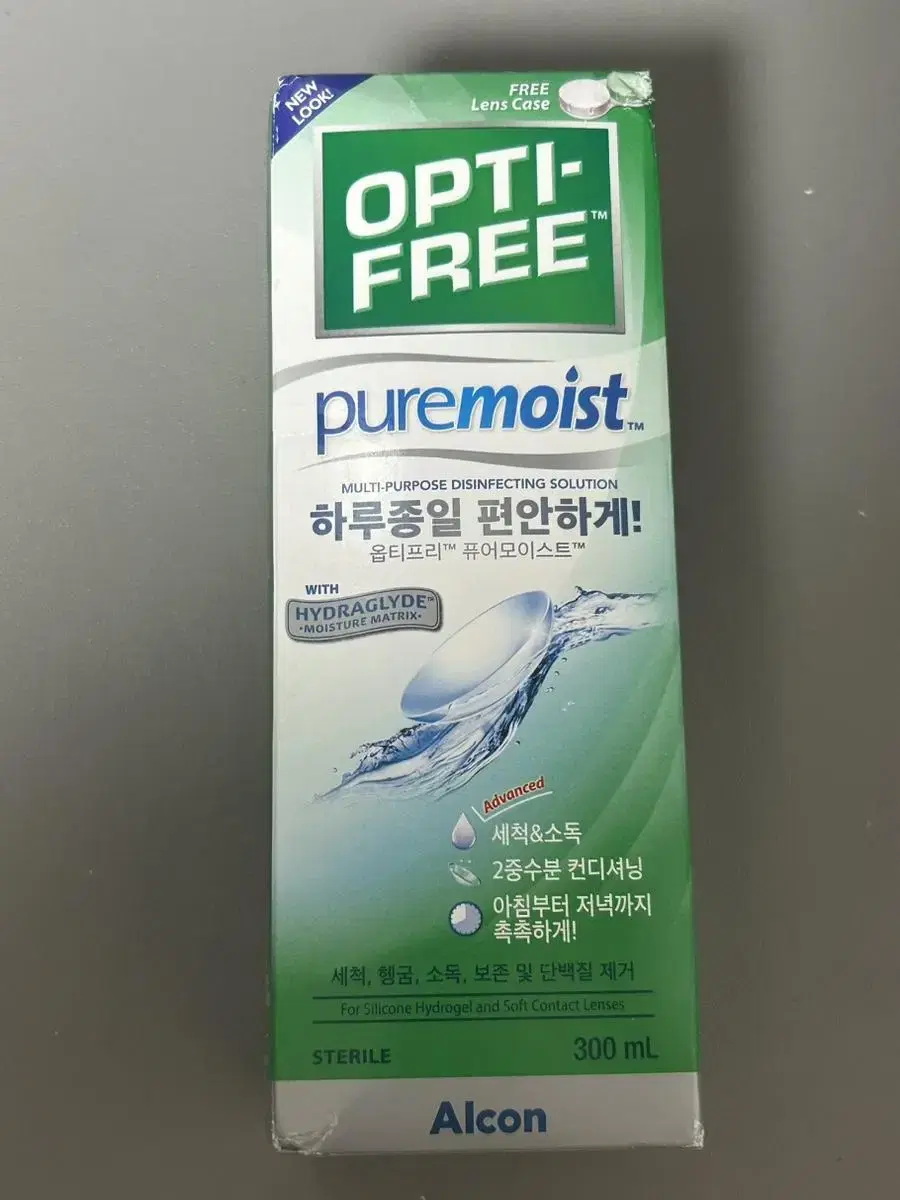 NEW
LOOK!
FREE
Lens Case
OPTI-
FREE™
puremoist™
MULTI-PURPOSE DISINFECTING SOLUTION
하루종일 편안하게!
옵티프리™ 퓨어모이스트™
WITH
HYDRAGLYDE™
•MOISTURE MATRIX•
Advanced
세척&소독
2중수분 컨디셔닝
아침부터 저녁까지
촉촉하게!
세척, 헹굼, 소독, 보존 및 단백질 제거
For Silicone Hydrogel and Soft Contact Lenses
STERILE
300 mL
Alcon